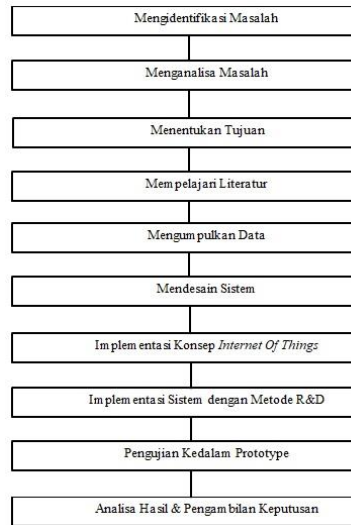 Mengidentifikasi Masalah
Menganalisa Masalah
Menentukan Tujuan
Mempelajari Literatur
Mengumpulkan Data
Mendesain Sistem
Implementasi Konsep Internet Of Things
Implementasi Sistem dengan Metode R&D
Pengujian Kedalam Prototype
Analisa Hasil & Pengambilan Keputusan